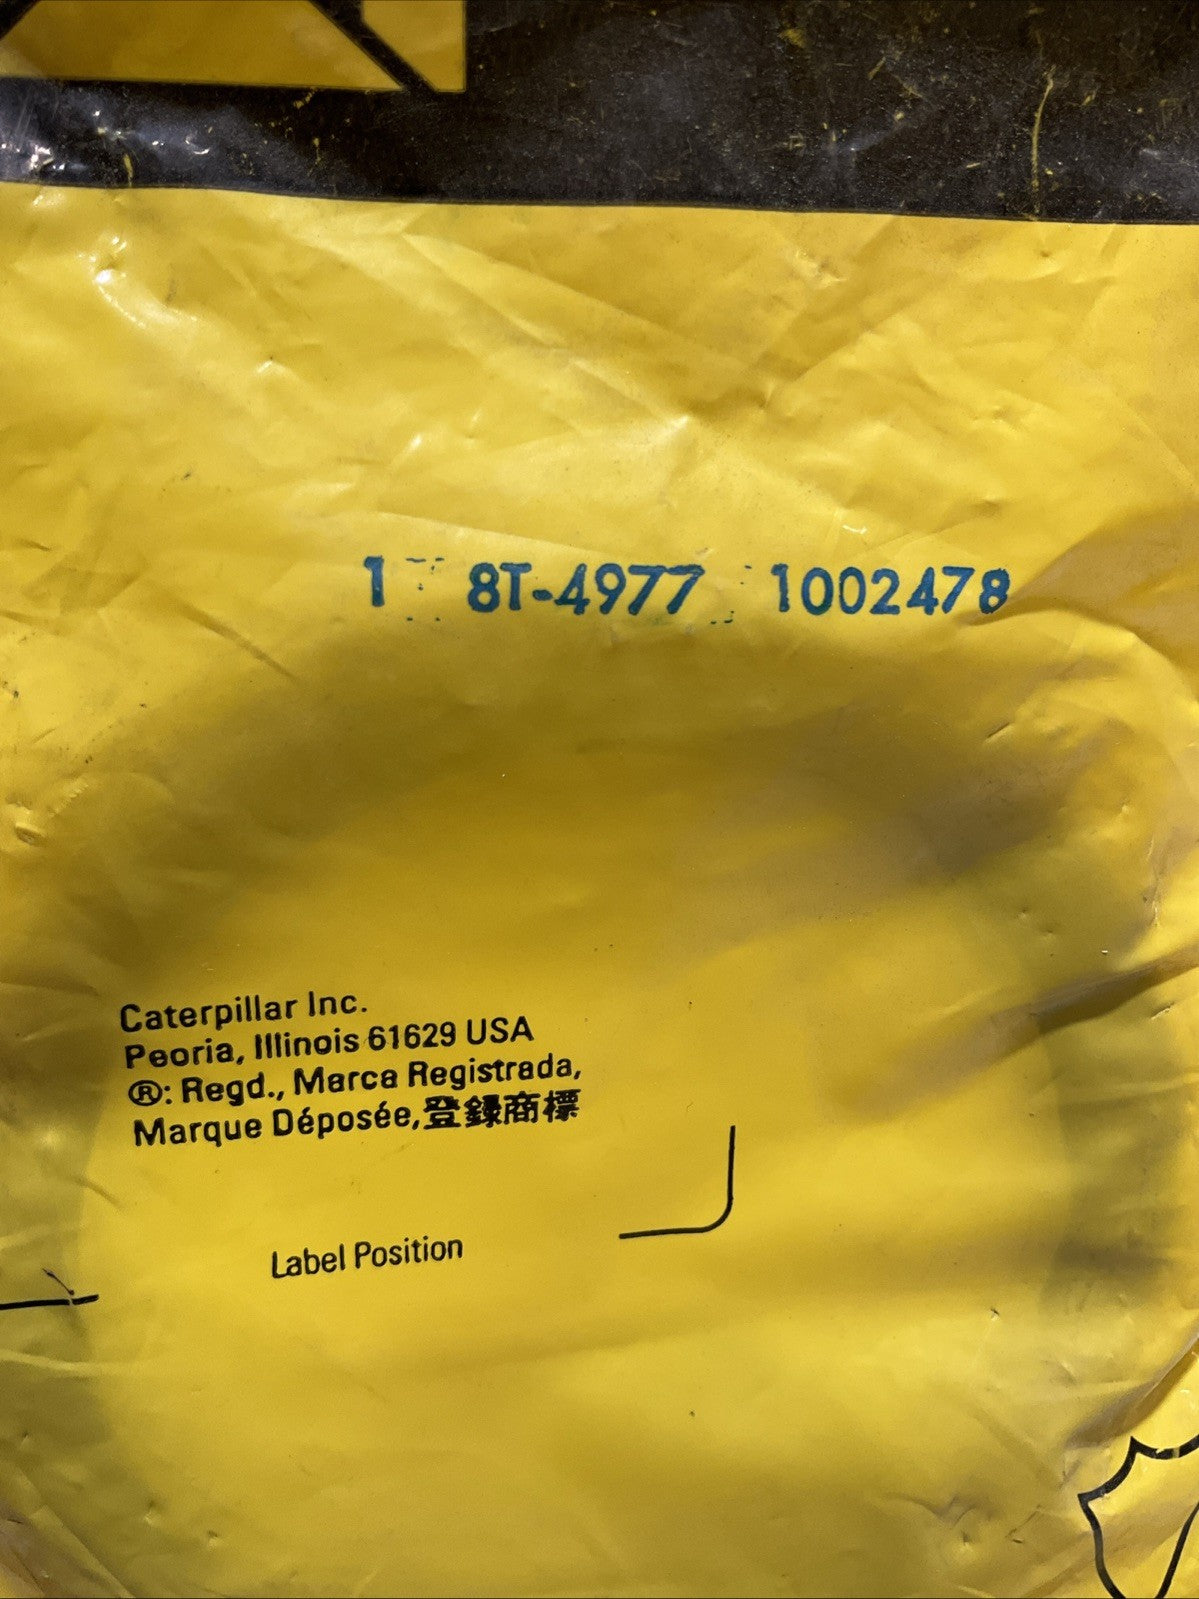 1 8T-4977 1002478
Caterpillar Inc.
Peoria, Illinois 61629 USA
®: Regd., Marca Registrada,
Marque Déposée,登録商標
Label Position